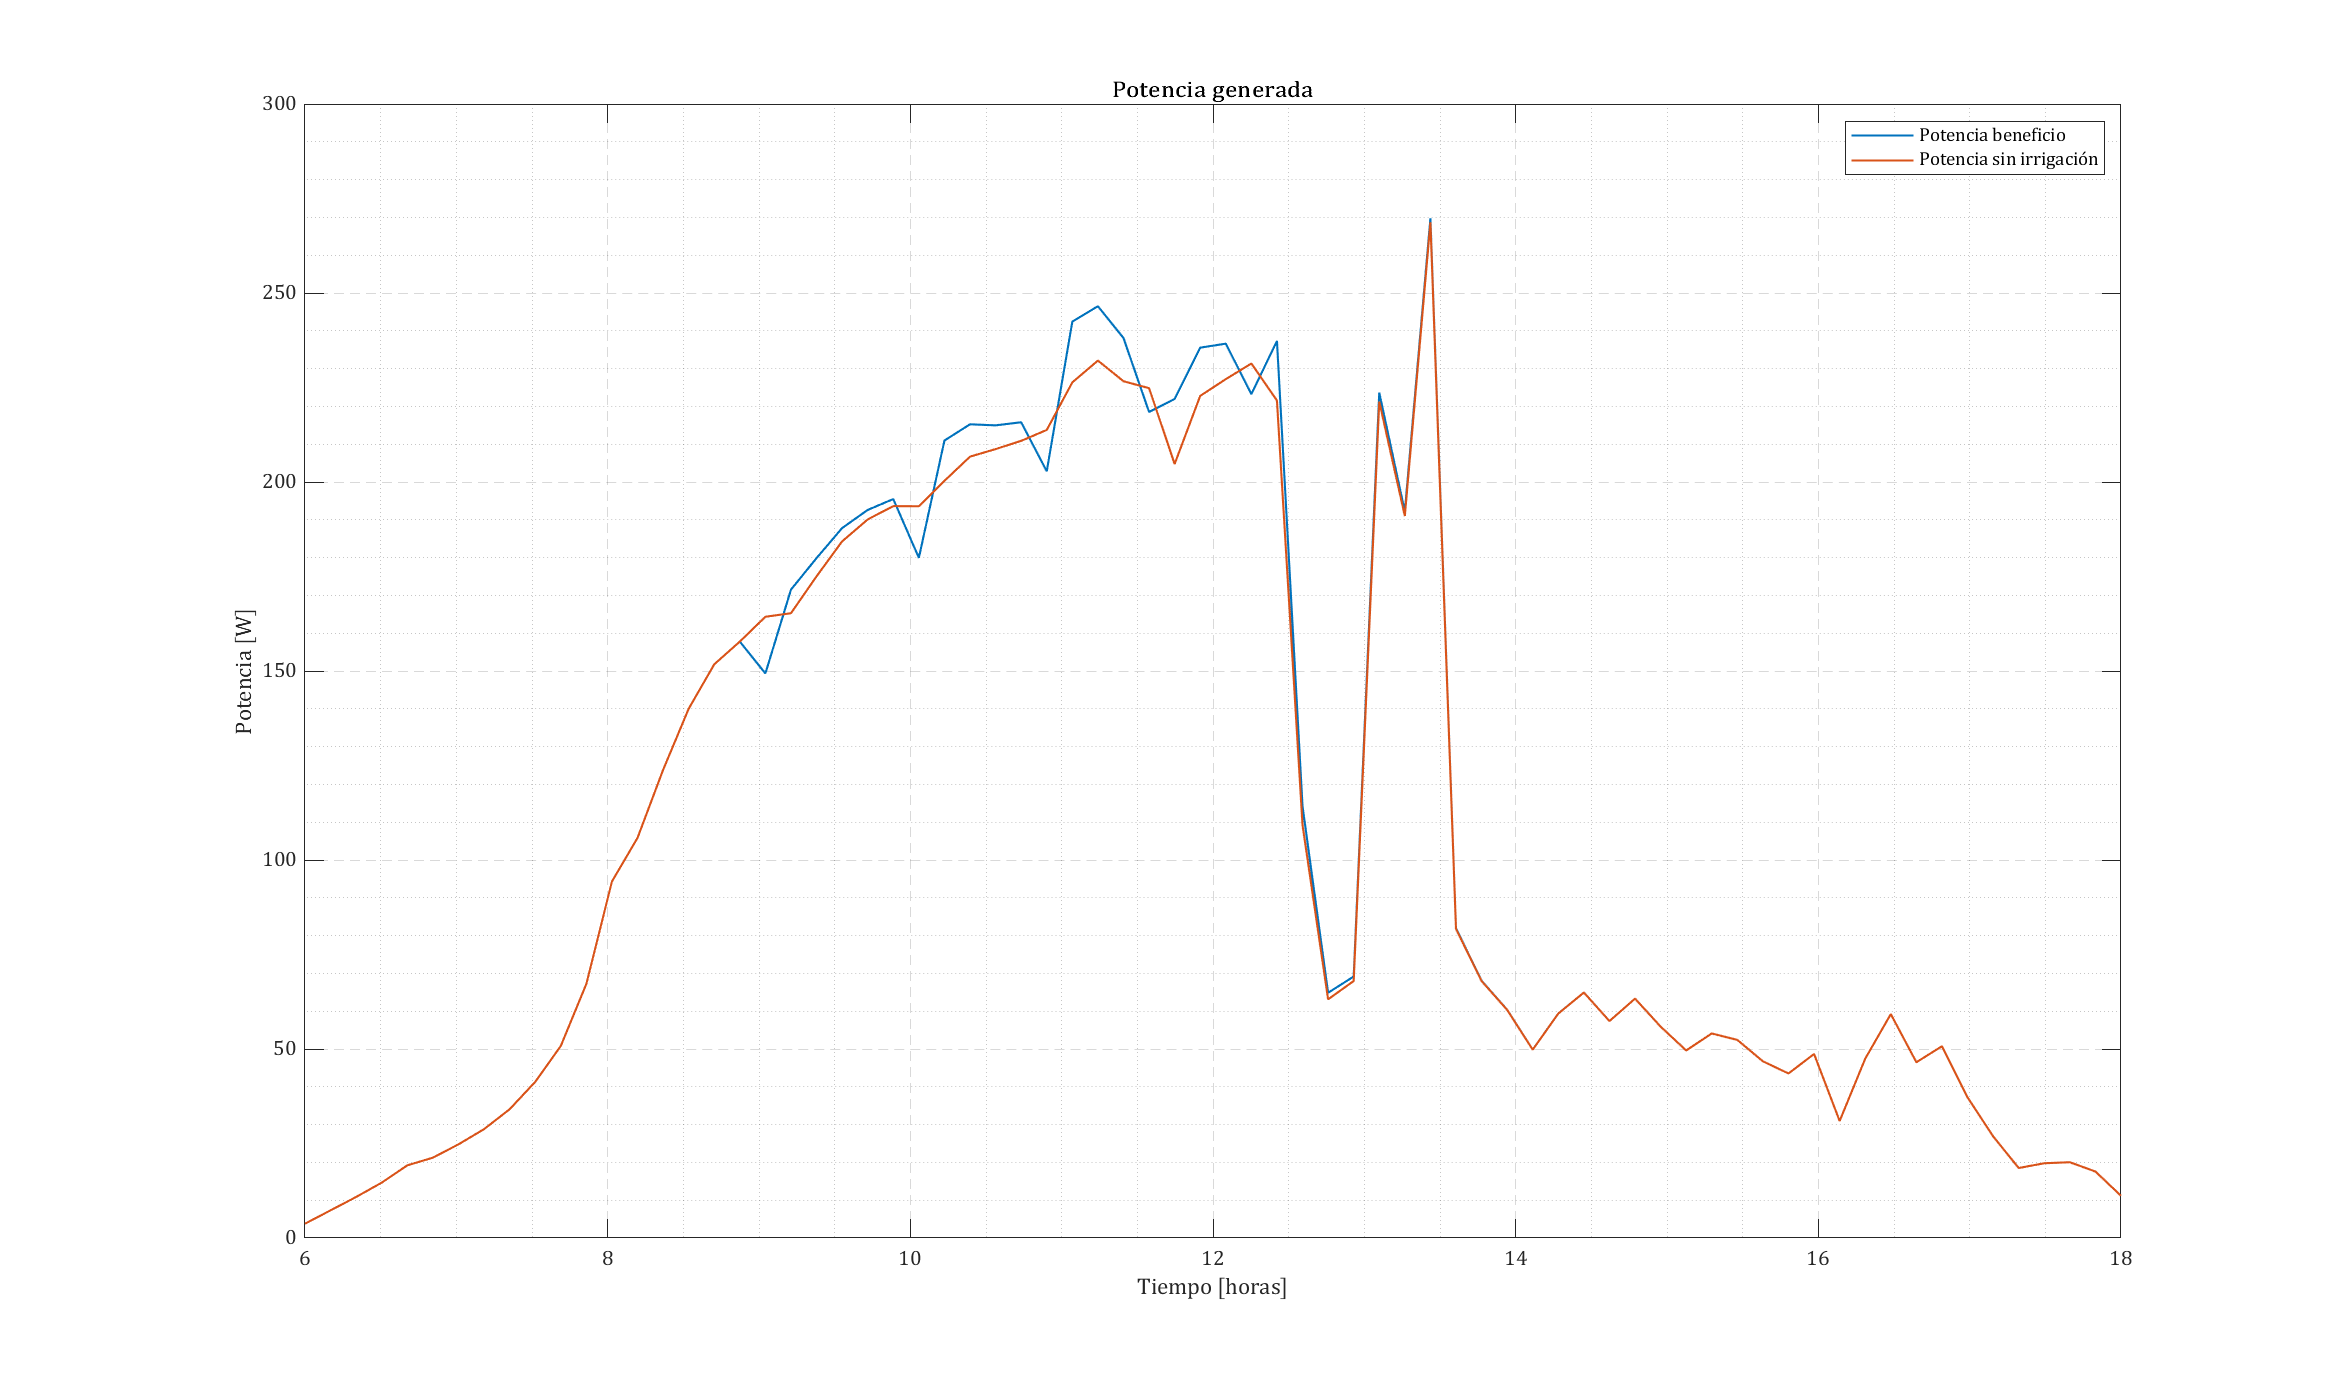 Potencia generada
300
250
200
150
100
50
0
Potencia [W]
Potencia beneficio
Potencia sin irrigación
6 8 10 12 14 16 18
Tiempo [horas]